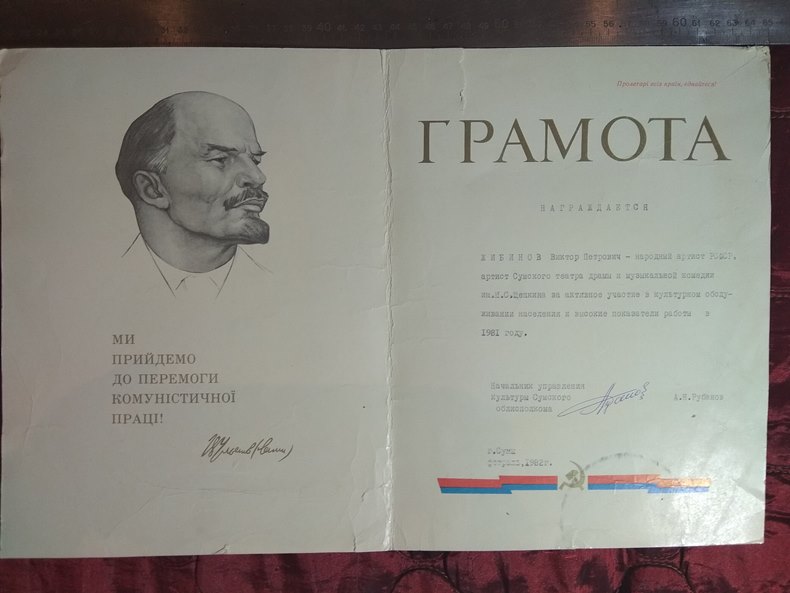 МИ
ПРИЙДЕМО
ДО ПЕРЕМОГИ
КОМУНІСТИЧНОЇ
ПРАЦІ!
Пролетарі всіх країн, єднайтеся!
ГРАМОТА
НАГРАЖДАЕТСЯ
Виктор Петрович - народный артист РСФСР,
артист Сумского театра драмы и музыкальной комедии
им.М.С.Щепкина за активное участие в культурном обслу-
живании населения и высокие показатели работы в
1981 году.
Начальник управления
культуры Сумского
облисполкома
А.Н.Рубанов
г.Сумы
февраль,1982г.